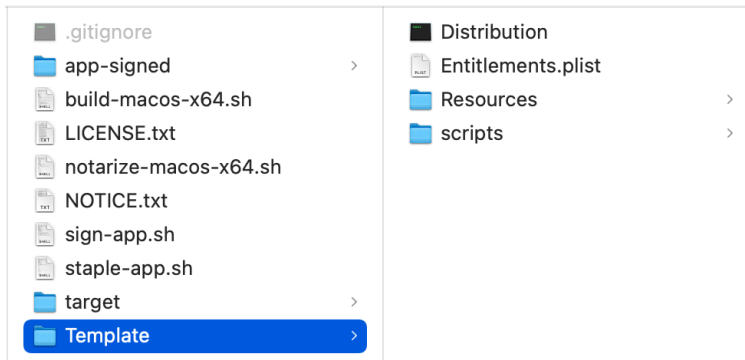 .gitignore
app-signed
build-macos-x64.sh
LICENSE.txt
notarize-macos-x64.sh
NOTICE.txt
sign-app.sh
staple-app.sh
target
Template
Distribution
Entitlements.plist
Resources
scripts